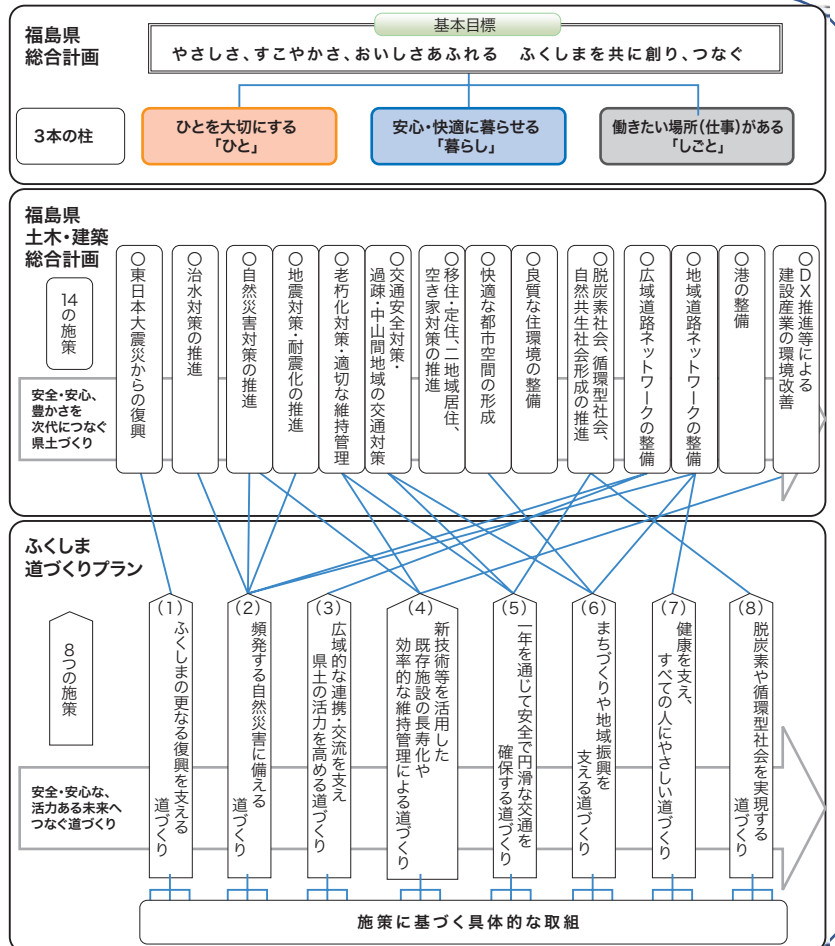 福島県
総合計画
基本目標
やさしさ、すこやかさ、おいしさあふれる　ふくしまを共に創り、つなぐ
3本の柱
ひとを大切にする
「ひと」
安心・快適に暮らせる
「暮らし」
働きたい場所(仕事)がある
「しごと」
福島県
土木・建築
総合計画
14の施策
安全・安心、
豊かさを
次代につなぐ
県土づくり
○東日本大震災からの復興
○治水対策の推進
○自然災害対策の推進
○地震対策・耐震化の推進
○老朽化対策・適切な維持管理
○交通安全対策・
過疎・中山間地域の交通対策
○移住・定住、二地域居住、
空き家対策の推進
○快適な都市空間の形成
○良質な住環境の整備
○脱炭素社会、循環型社会、
自然共生社会形成の推進
○広域道路ネットワークの整備
○地域道路ネットワークの整備
○港の整備
○DX推進等による
建設産業の環境改善
ふくしま
道づくりプラン
8つの施策
安全・安心な、
活力ある未来へ
つなぐ道づくり
(1)
ふくしまの更なる復興を支える
道づくり
(2)
頻発する自然災害に備える
道づくり
(3)
広域的な連携・交流を支え
県土の活力を高める道づくり
(4)
新技術等を活用した
既存施設の長寿化や
効率的な維持管理による道づくり
(5)
一年を通じて安全で円滑な交通を
確保する道づくり
(6)
まちづくりや地域振興を
支える道づくり
(7)
健康を支え、
すべての人にやさしい道づくり
(8)
脱炭素や循環型社会を実現する
道づくり
施策に基づく具体的な取組